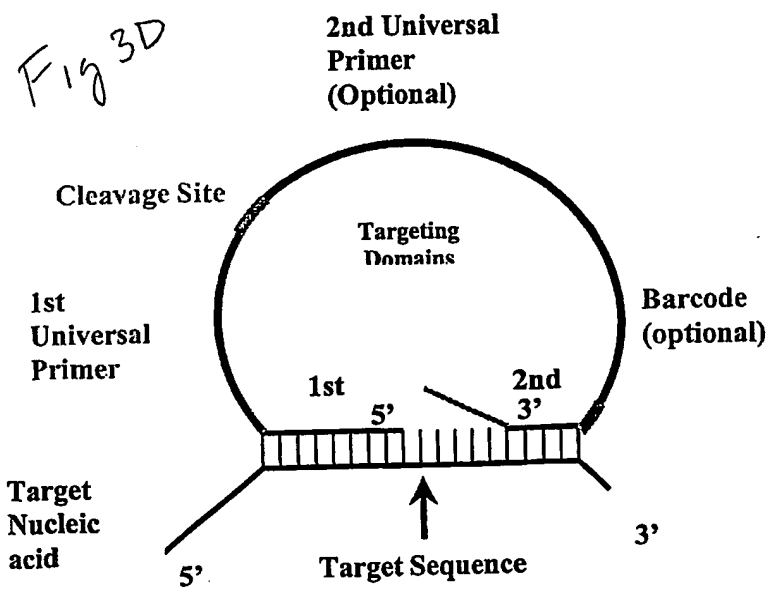 Fig 3D
2nd Universal
Primer
(Optional)
Cleavage Site
Targeting
Domains
1st
Universal
Primer
Barcode
(optional)
1st
2nd
5’
3’
Target
Nucleic
acid
5’
Target Sequence
3’